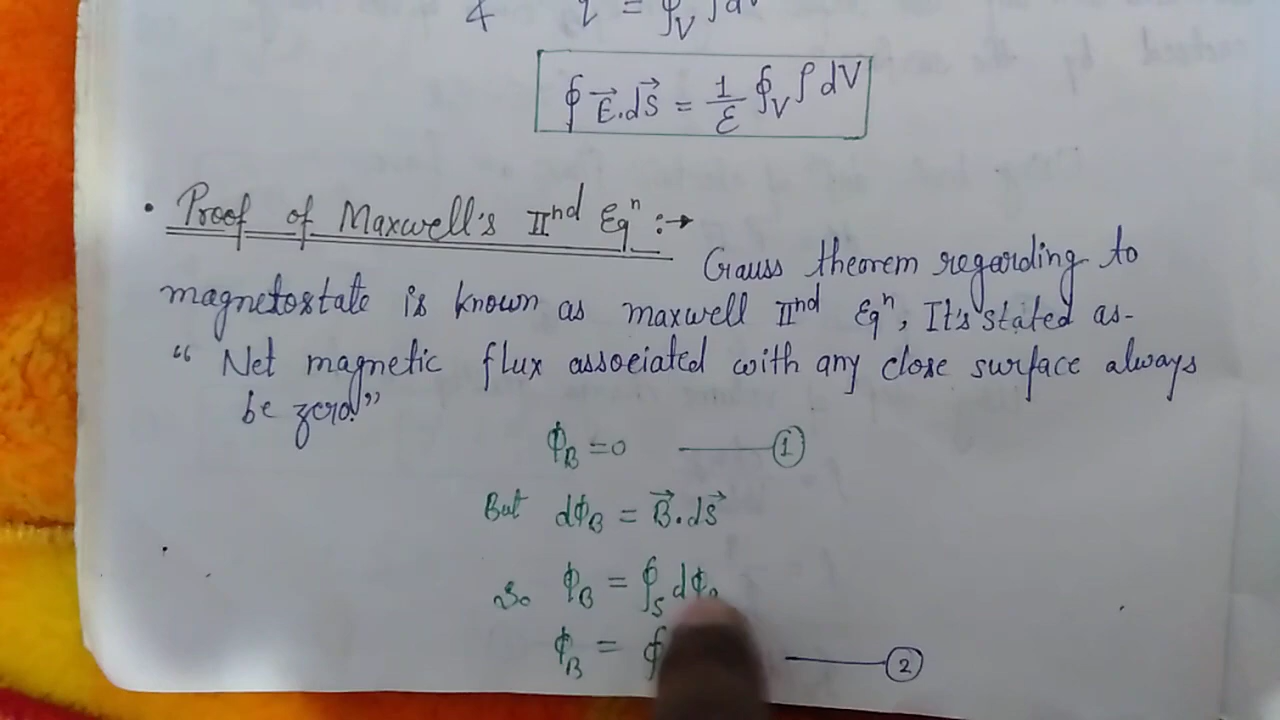 ∮ E⃗.dS⃗ = 1/ε ∮V ρdV
• Proof of Maxwell's IInd Eqn :→
Gauss theorem regarding to
magnetostate is known as maxwell IInd Eqn, It's stated as-
“ Net magnetic flux associated with any close surface always
be zero.”
ΦB = 0 ——— ①
But dΦB = B⃗.dS⃗
So ΦB = ∮S dΦ
ΦB = ∮ ——— ②